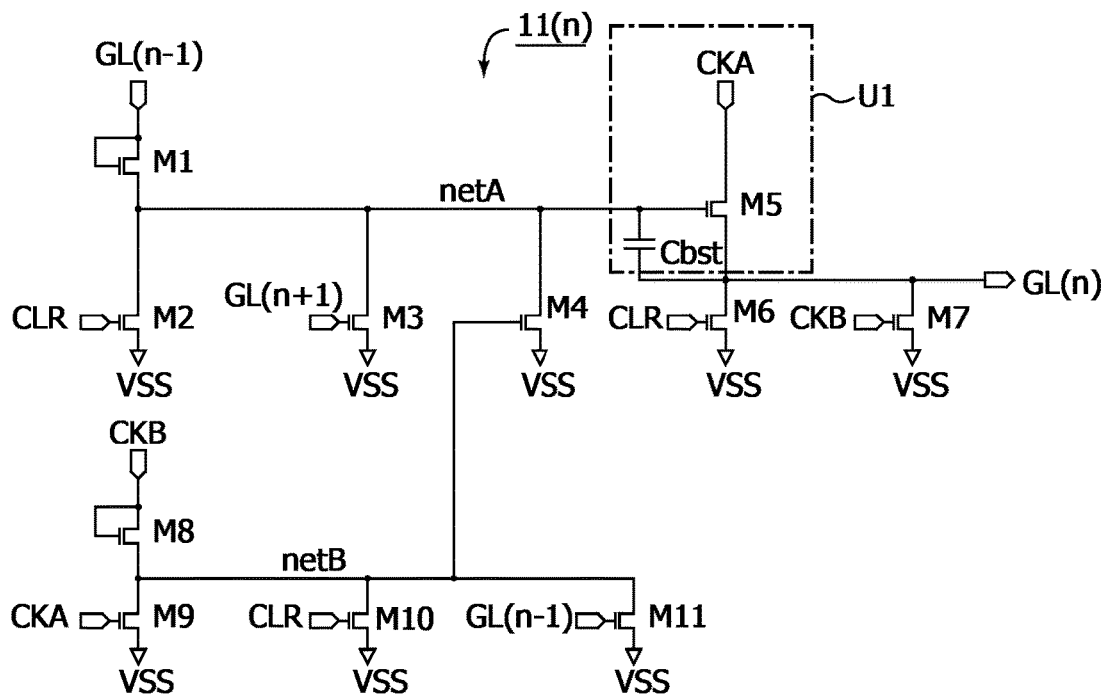 11(n)
GL(n-1)
CKA
U1
M1
netA
M5
Cbst
GL(n)
CLR
M2
GL(n+1)
M3
M4
CLR
M6
CKB
M7
VSS
VSS
VSS
VSS
VSS
CKB
M8
netB
CKA
M9
CLR
M10
GL(n-1)
M11
VSS
VSS
VSS